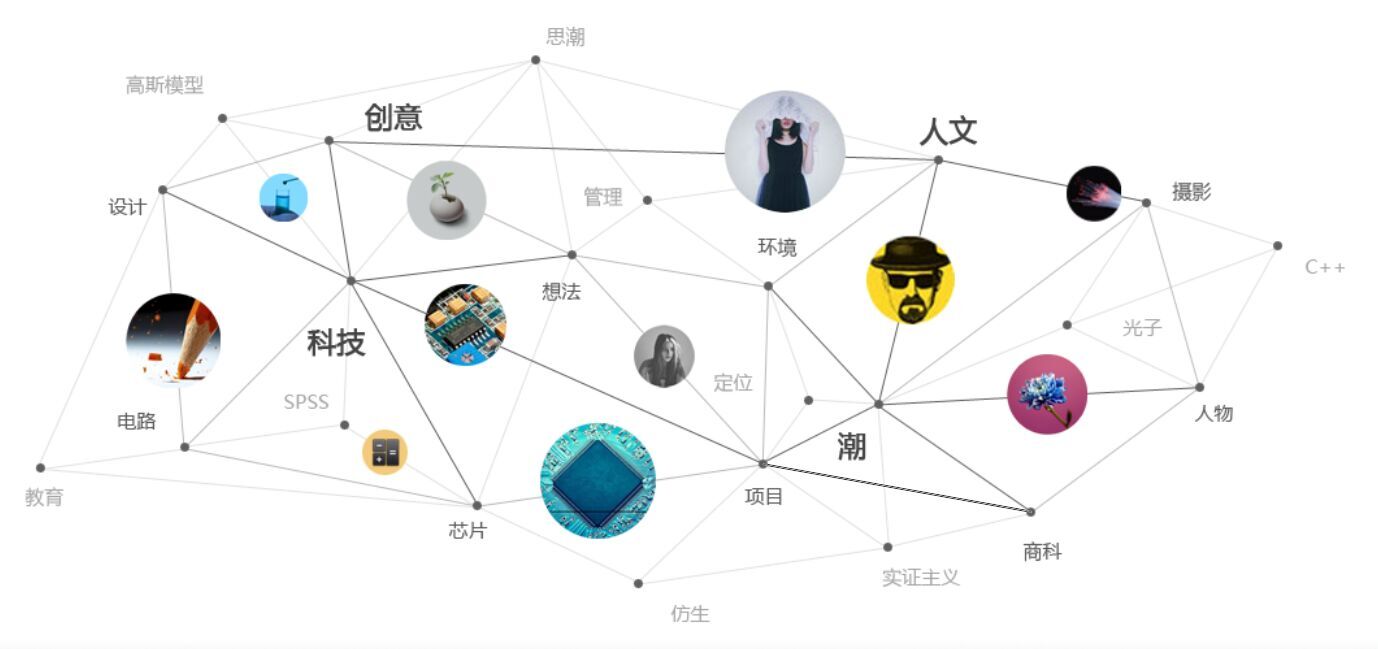 思潮
高斯模型
创意
人文
管理
摄影
设计
环境
C++
想法
光子
科技
定位
SPSS
人物
电路
潮
教育
项目
芯片
商科
实证主义
仿生